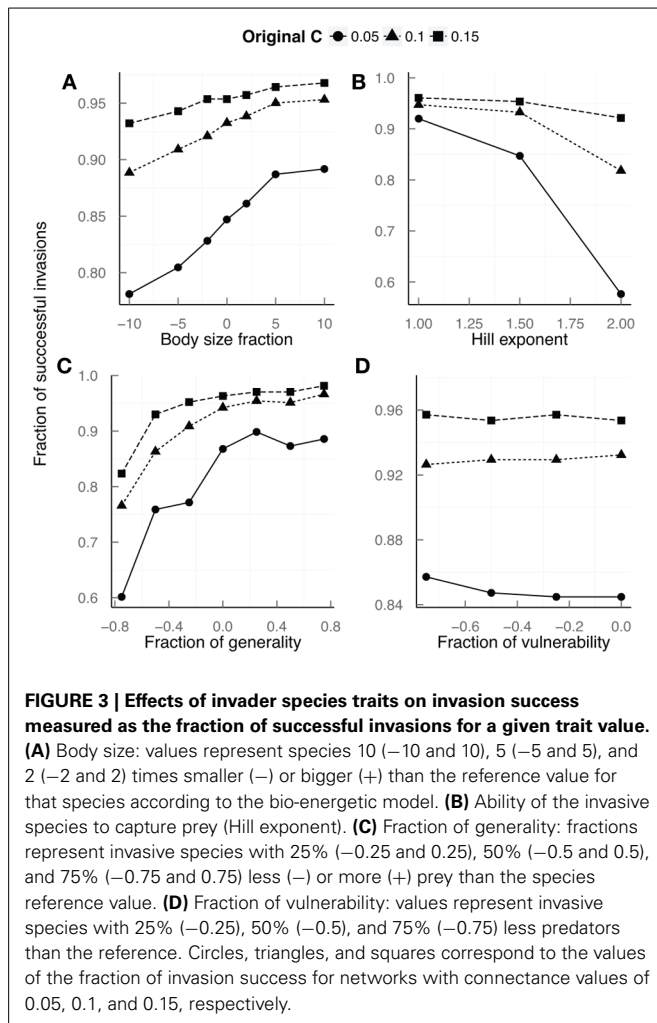 Original C 0.05 0.1 0.15
A
B
0.95
0.90
0.85
0.80
−10 −5 0 5 10
Body size fraction
1.0
0.9
0.8
0.7
0.6
1.00 1.25 1.50 1.75 2.00
Hill exponent
Fraction of succcessful invasions
C
D
1.0
0.9
0.8
0.7
0.6
−0.8 −0.4 0.0 0.4 0.8
Fraction of generality
0.96
0.92
0.88
0.84
−0.6 −0.4 −0.2 0.0
Fraction of vulnerability
FIGURE 3 | Effects of invader species traits on invasion success
measured as the fraction of successful invasions for a given trait value.
(A) Body size: values represent species 10 (−10 and 10), 5 (−5 and 5), and
2 (−2 and 2) times smaller (−) or bigger (+) than the reference value for
that species according to the bio-energetic model. (B) Ability of the invasive
species to capture prey (Hill exponent). (C) Fraction of generality: fractions
represent invasive species with 25% (−0.25 and 0.25), 50% (−0.5 and 0.5),
and 75% (−0.75 and 0.75) less (−) or more (+) prey than the species
reference value. (D) Fraction of vulnerability: values represent invasive
species with 25% (−0.25), 50% (−0.5), and 75% (−0.75) less predators
than the reference. Circles, triangles, and squares correspond to the values
of the fraction of invasion success for networks with connectance values of
0.05, 0.1, and 0.15, respectively.